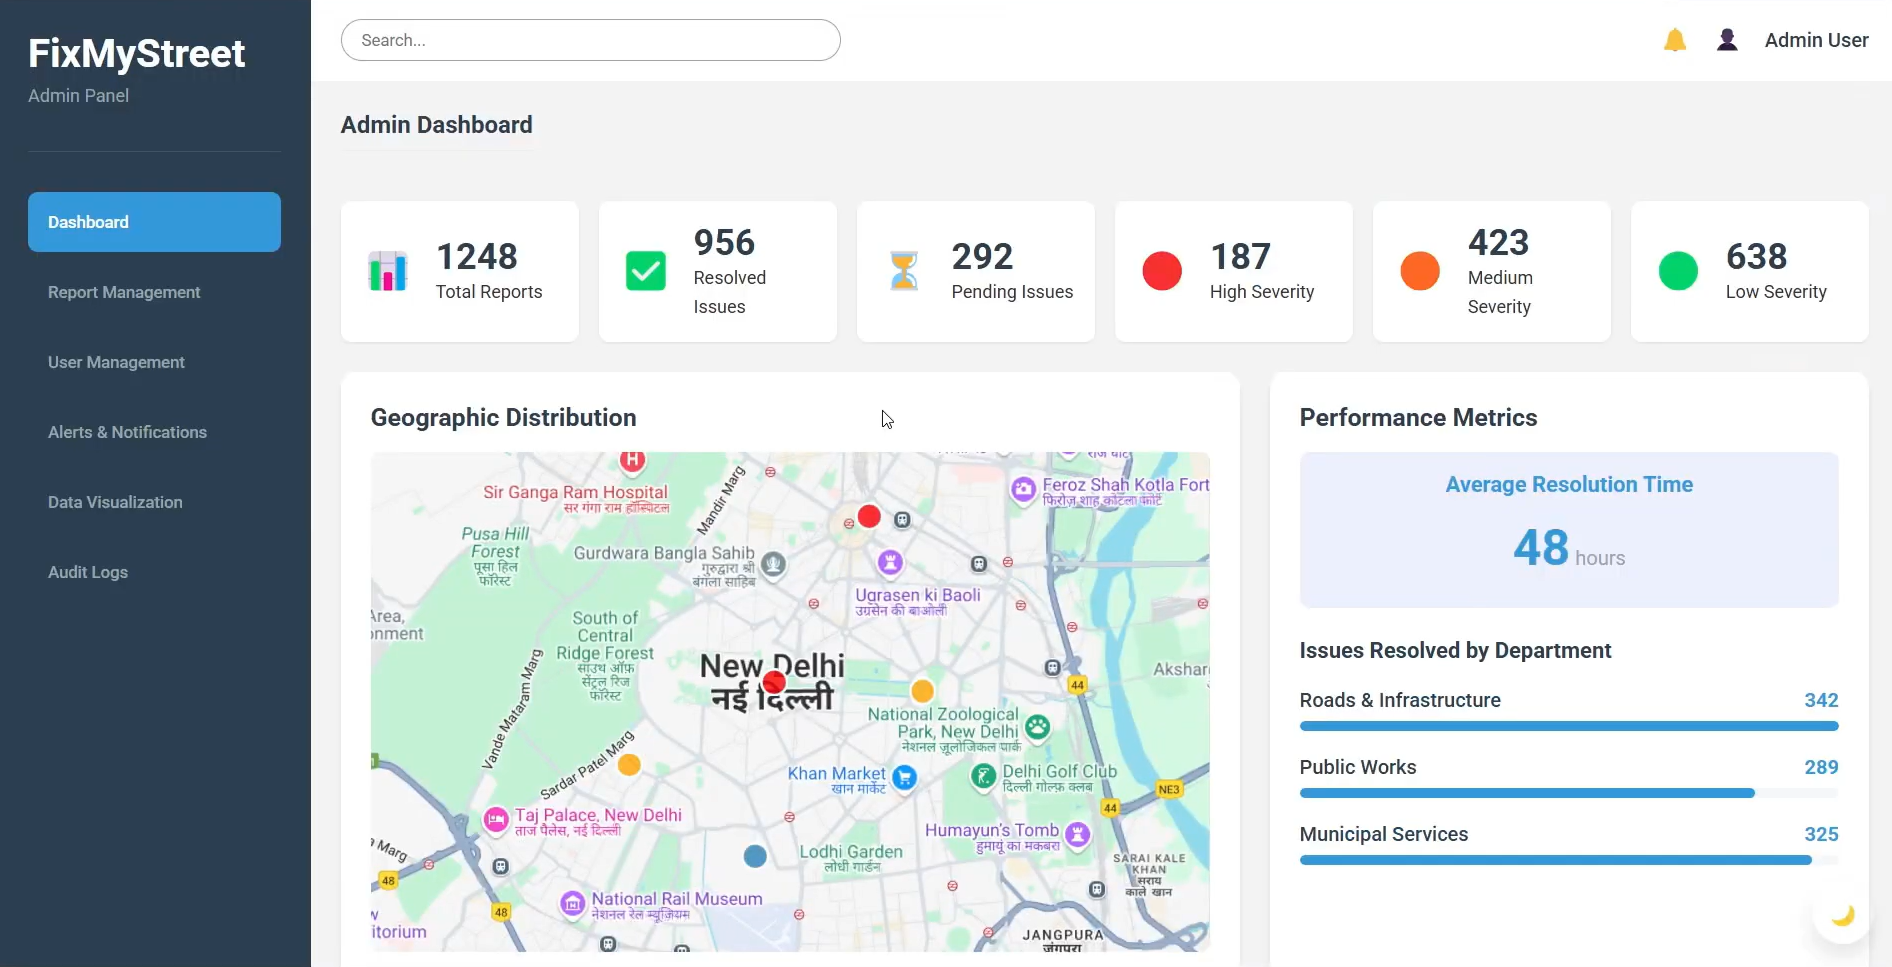 FixMyStreet
Admin Panel
Dashboard
Report Management
User Management
Alerts & Notifications
Data Visualization
Audit Logs
Search...
Admin User
Admin Dashboard
1248
Total Reports
956
Resolved
Issues
292
Pending Issues
187
High Severity
423
Medium
Severity
638
Low Severity
Geographic Distribution
H
Sir Ganga Ram Hospital
सर गंगा राम हॉस्पिटल
Mandir Marg
राज घाट
Feroz Shah Kotla Fort
फ़िरोज़ शाह कोटला फोर्ट
Pusa Hill
Forest
पूसा हिल
फॉरेस्ट
Gurdwara Bangla Sahib
गुरुद्वारा श्री
बंगला साहिब
Ugrasen ki Baoli
उग्रसेन की बाओली
Area,
onment
South of
Central
Ridge Forest
साउथ ऑफ़
सेंट्रल रिज
फॉरेस्ट
Vande Mataram Marg
New Delhi
नई दिल्ली
Akshar
44
National Zoological
Park, New Delhi
नेशनल ज़ूलोजिकल पार्क
Sardar Patel Marg
Khan Market
खान मार्केट
Delhi Golf Club
दिल्ली गोल्फ़ क्लब
NE3
44
Taj Palace, New Delhi
ताज पैलेस, नई दिल्ली
Humayun's Tomb
हुमायूं का मकबरा
a Marg
Lodhi Garden
लोधी गार्डन
SARAI KALE
KHAN
सराय
काले खान
48
48
National Rail Museum
नेशनल रेल म्यूज़ियम
itorium
JANGPURA
जंगपुरा
Performance Metrics
Average Resolution Time
48 hours
Issues Resolved by Department
Roads & Infrastructure 342
Public Works 289
Municipal Services 325